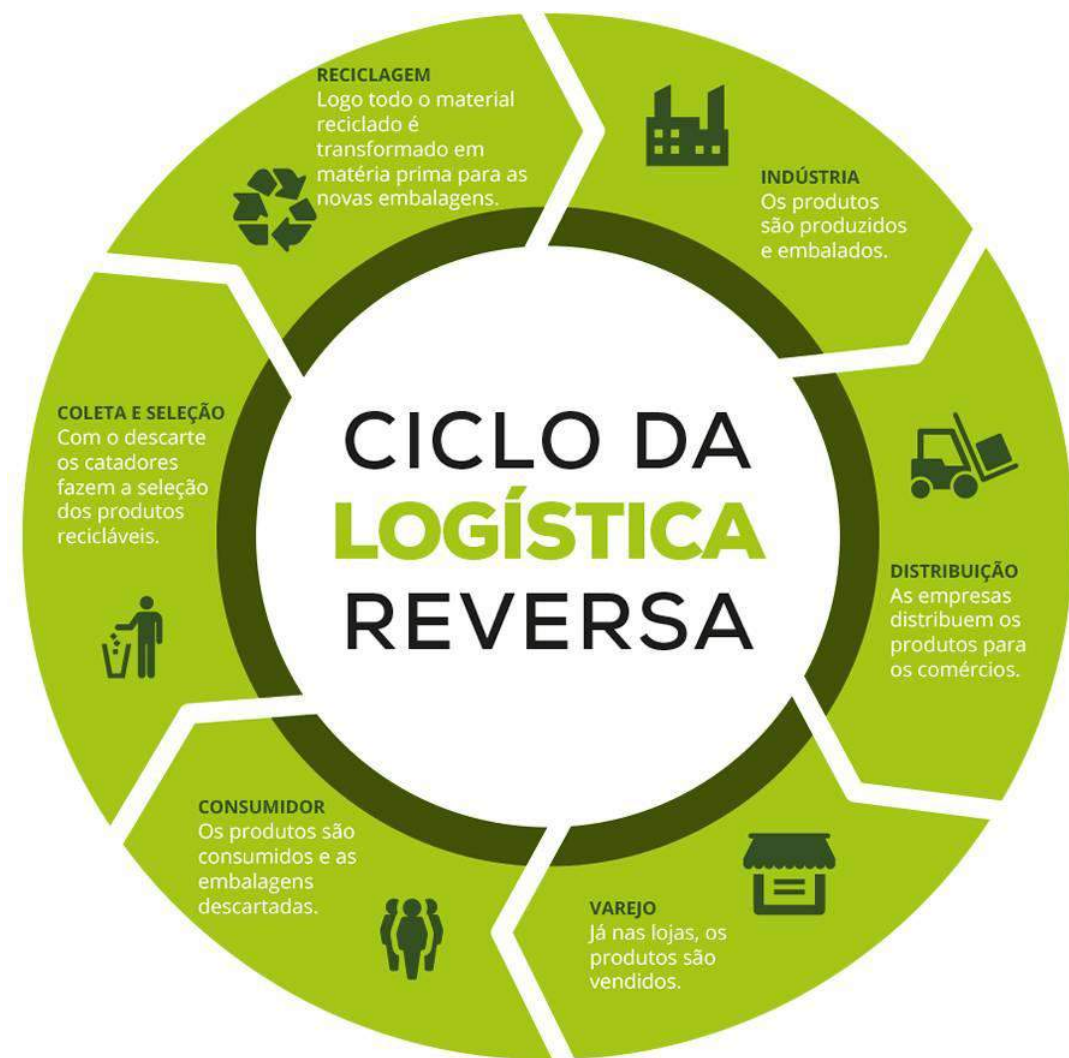 CICLO DA
LOGÍSTICA
REVERSA
INDÚSTRIA
Os produtos
são produzidos
e embalados.
DISTRIBUIÇÃO
As empresas
distribuem os
produtos para
os comércios.
VAREJO
Já nas lojas, os
produtos são
vendidos.
CONSUMIDOR
Os produtos são
consumidos e as
embalagens
descartadas.
COLETA E SELEÇÃO
Com o descarte
os catadores
fazem a seleção
dos produtos
recicláveis.
RECICLAGEM
Logo todo o material
reciclado é
transformado em
matéria prima para as
novas embalagens.